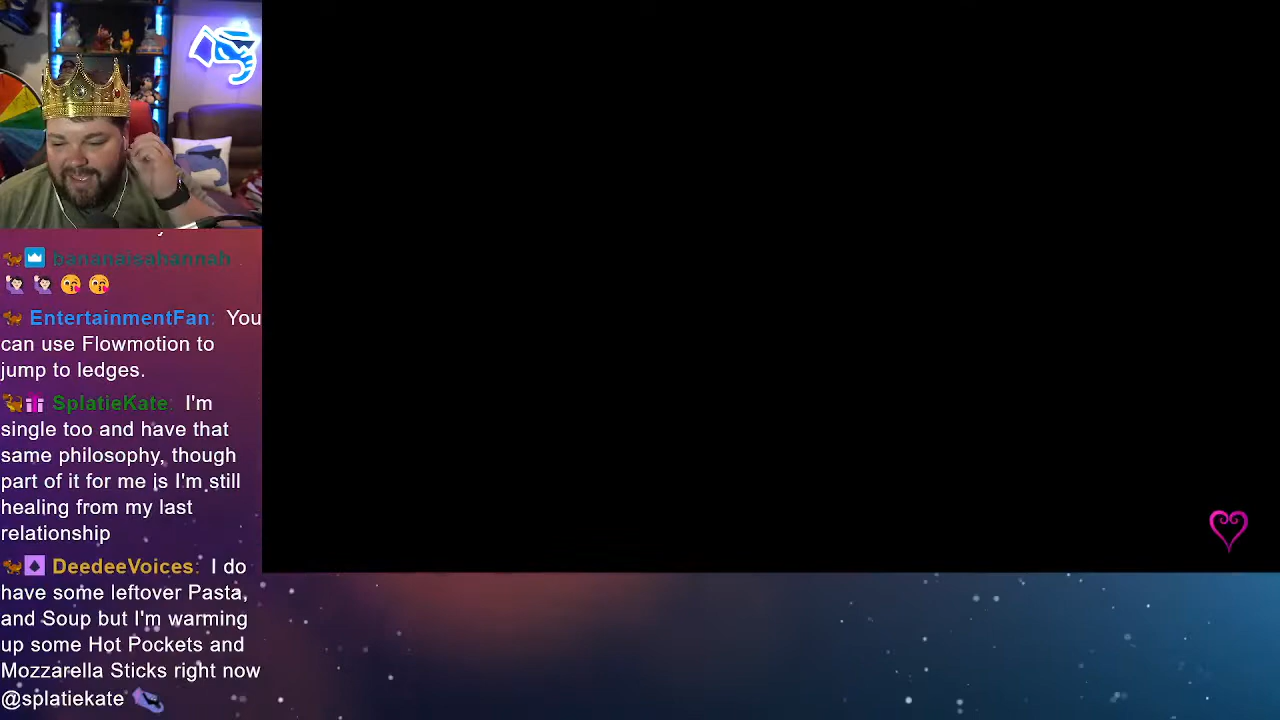 bananaisahannah
EntertainmentFan: You
can use Flowmotion to
jump to ledges.
SplatieKate: I'm
single too and have that
same philosophy, though
part of it for me is I'm still
healing from my last
relationship
DeedeeVoices: I do
have some leftover Pasta,
and Soup but I'm warming
up some Hot Pockets and
Mozzarella Sticks right now
@splatiekate